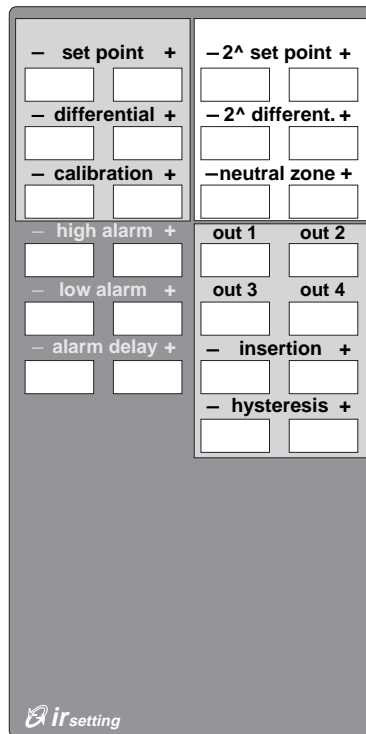 – set point +
– differential +
– calibration +
– high alarm +
– low alarm +
– alarm delay +
– 2^ set point +
– 2^ different. +
– neutral zone +
out 1 out 2
out 3 out 4
– insertion +
– hysteresis +
ir setting